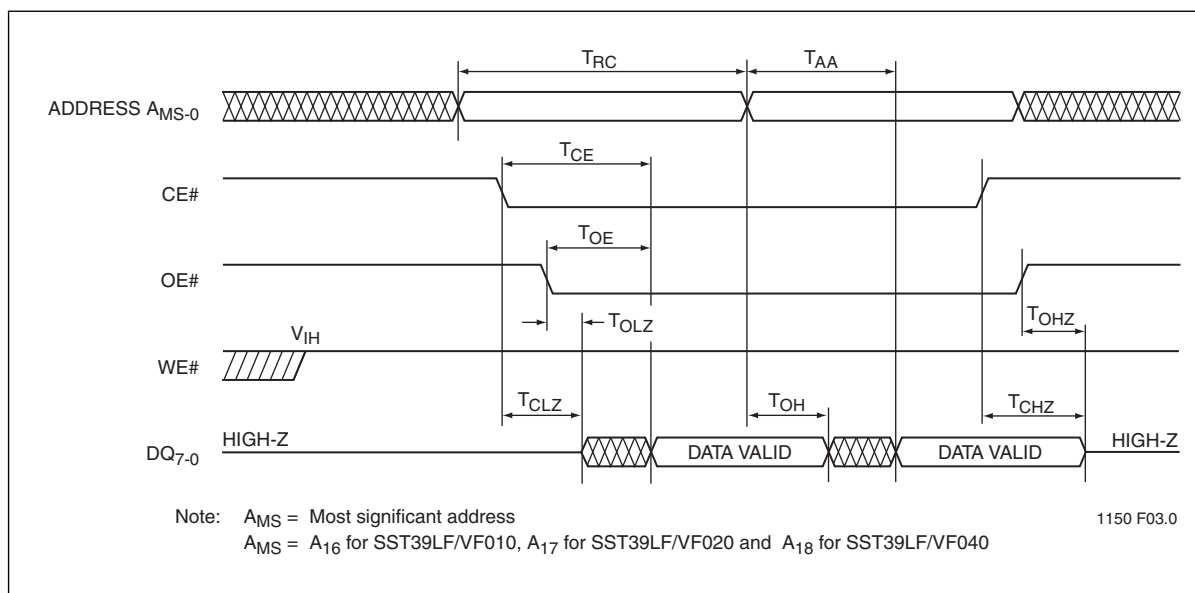 TRC TAA
ADDRESS AMS-0
TCE
CE#
TOE
OE#
TOLZ TOHZ
VIH
WE#
TCLZ TOH TCHZ
HIGH-Z DATA VALID DATA VALID HIGH-Z
DQ7-0
Note: AMS = Most significant address 1150 F03.0
AMS = A16 for SST39LF/VF010, A17 for SST39LF/VF020 and A18 for SST39LF/VF040